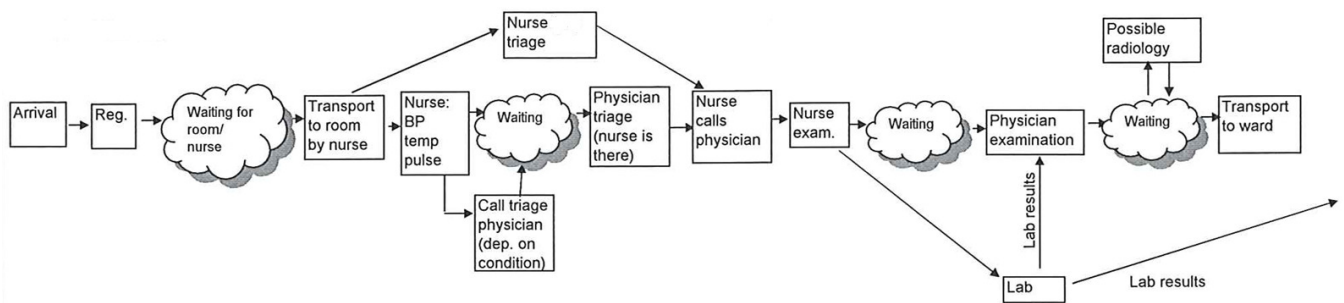 Arrival
Reg.
Waiting for
room/
nurse
Transport
to room
by nurse
Nurse
triage
Nurse:
BP
temp
pulse
Call triage
physician
(dep. on
condition)
Waiting
Physician
triage
(nurse is
there)
Nurse
calls
physician
Nurse
exam.
Waiting
Physician
examination
Lab results
Lab
Lab results
Possible
radiology
Waiting
Transport
to ward